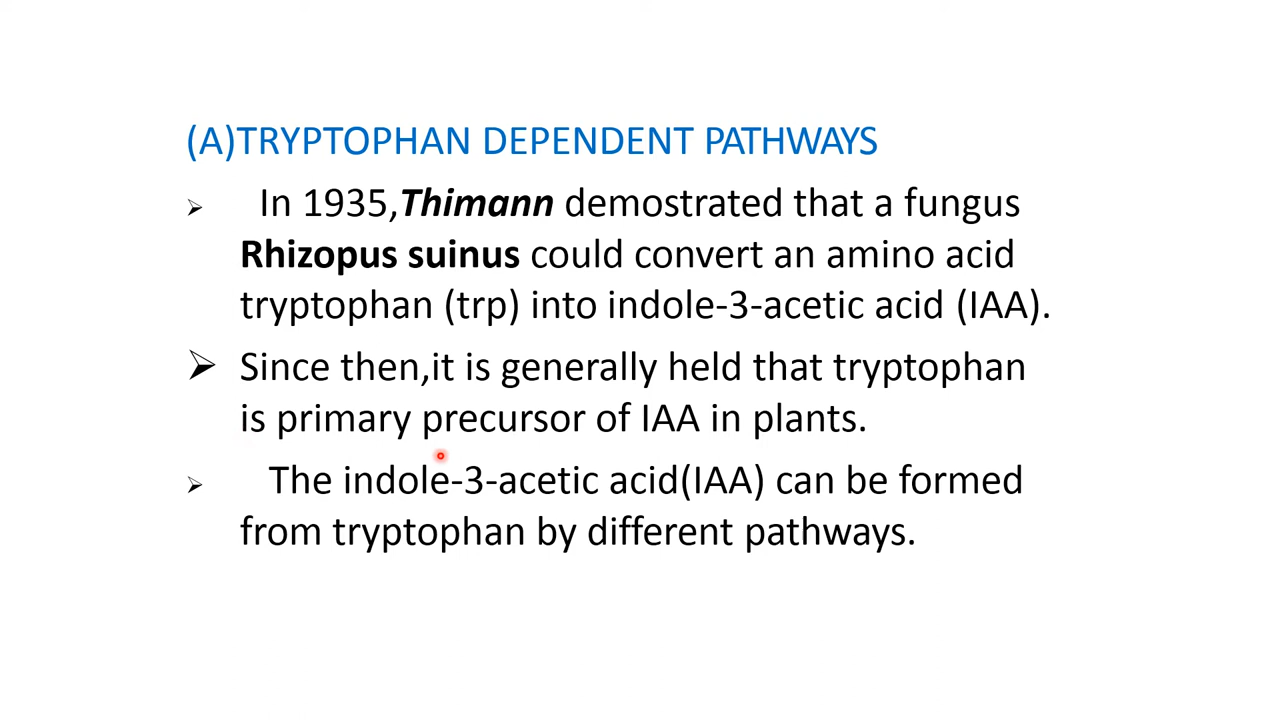 (A)TRYPTOPHAN DEPENDENT PATHWAYS
In 1935,Thimann demostrated that a fungus
Rhizopus suinus could convert an amino acid
tryptophan (trp) into indole-3-acetic acid (IAA).
Since then,it is generally held that tryptophan
is primary precursor of IAA in plants.
The indole-3-acetic acid(IAA) can be formed
from tryptophan by different pathways.